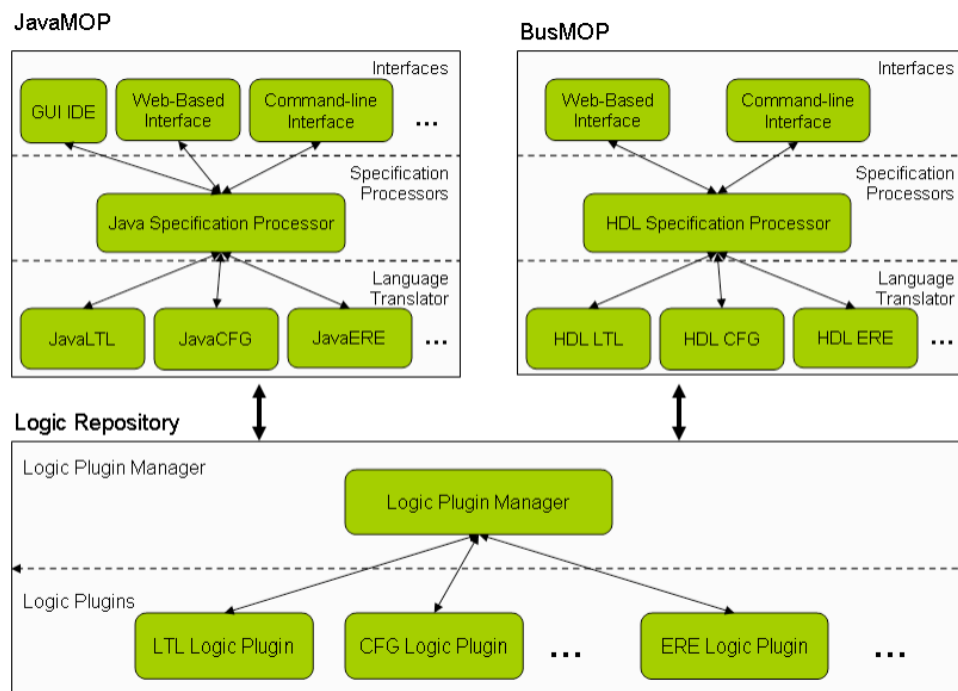 JavaMOP
Interfaces
GUI IDE
Web-Based
Interface
Command-line
Interface
...
Specification
Processors
Java Specification Processor
Language
Translator
JavaLTL
JavaCFG
JavaERE
...
BusMOP
Interfaces
Web-Based
Interface
Command-line
Interface
Specification
Processors
HDL Specification Processor
Language
Translator
HDL LTL
HDL CFG
HDL ERE
...
Logic Repository
Logic Plugin Manager
Logic Plugin Manager
Logic Plugins
LTL Logic Plugin
CFG Logic Plugin
...
ERE Logic Plugin
...